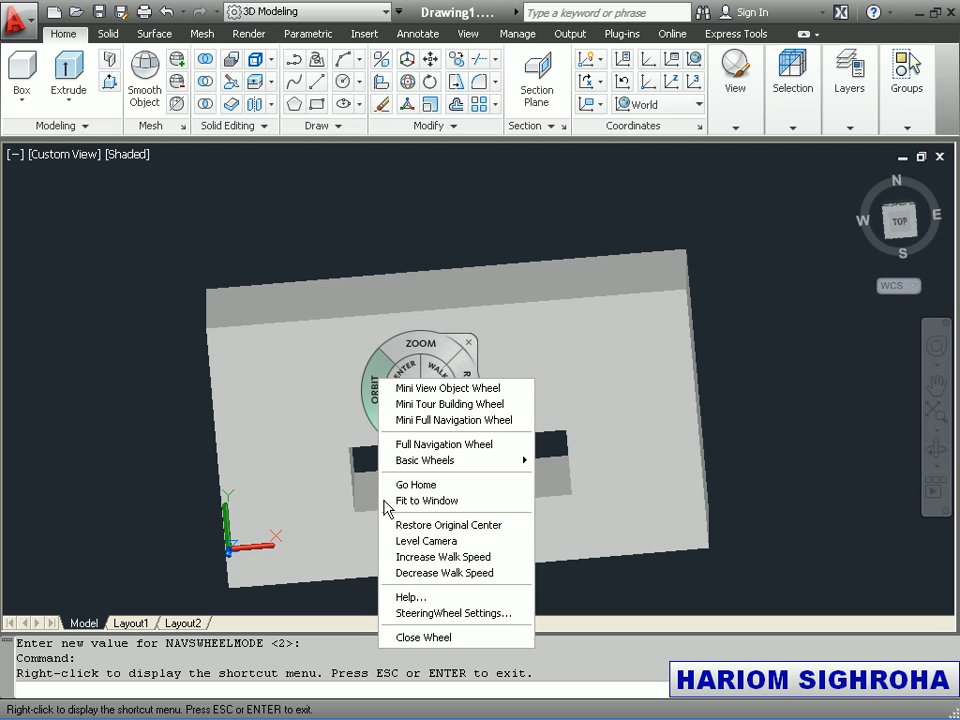 3D Modeling
Drawing1....
Type a keyword or phrase
Sign In
Home
Solid
Surface
Mesh
Render
Parametric
Insert
Annotate
View
Manage
Output
Plug-ins
Online
Express Tools
Box
Extrude
Smooth
Object
Section
Plane
World
View
Selection
Layers
Groups
Modeling
Mesh
Solid Editing
Draw
Modify
Section
Coordinates
[−] [Custom View] [Shaded]
N
W
TOP
E
S
WCS
ZOOM
ORBIT
WALK
Mini View Object Wheel
Mini Tour Building Wheel
Mini Full Navigation Wheel
Full Navigation Wheel
Basic Wheels
Go Home
Fit to Window
Restore Original Center
Level Camera
Increase Walk Speed
Decrease Walk Speed
Help...
SteeringWheel Settings...
Close Wheel
Y
X
Model
Layout1
Layout2
Enter new value for NAVSWHEELMODE <2>:
Command:
Right-click to display the shortcut menu. Press ESC or ENTER to exit.
HARIOM SIGHROHA
Right-click to display the shortcut menu. Press ESC or ENTER to exit.